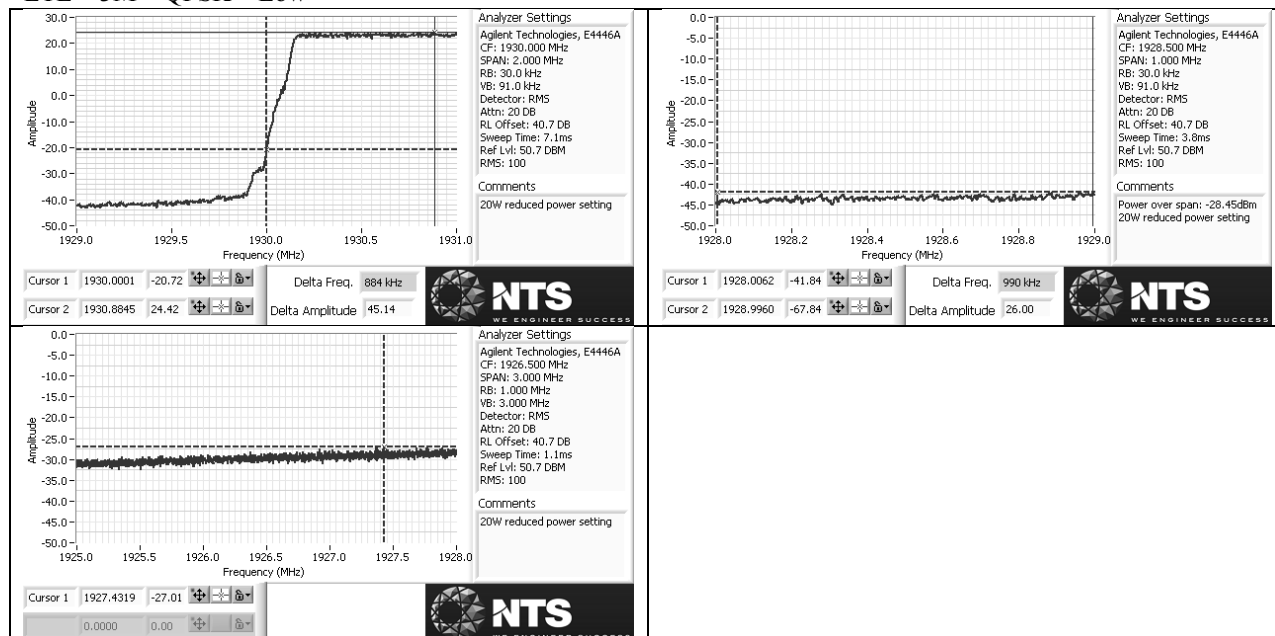 30.0
20.0
10.0
0.0
-10.0
-20.0
-30.0
-40.0
-50.0
Amplitude
1929.0 1929.5 1930.0 1930.5 1931.0
Frequency (MHz)
Analyzer Settings
Agilent Technologies, E4446A
CF: 1930.000 MHz
SPAN: 2.000 MHz
RB: 30.0 kHz
VB: 91.0 kHz
Detector: RMS
Attn: 20 DB
RL Offset: 40.7 DB
Sweep Time: 7.1ms
Ref Lvl: 50.7 DBM
RMS: 100
Comments
20W reduced power setting
Cursor 1 1930.0001 -20.72
Cursor 2 1930.8845 24.42
Delta Freq. 884 kHz
Delta Amplitude 45.14
NTS
WE ENGINEER SUCCESS
0.0
-5.0
-10.0
-15.0
-20.0
-25.0
-30.0
-35.0
-40.0
-45.0
-50.0
Amplitude
1928.0 1928.2 1928.4 1928.6 1928.8 1929.0
Frequency (MHz)
Analyzer Settings
Agilent Technologies, E4446A
CF: 1928.500 MHz
SPAN: 1.000 MHz
RB: 30.0 kHz
VB: 91.0 kHz
Detector: RMS
Attn: 20 DB
RL Offset: 40.7 DB
Sweep Time: 3.8ms
Ref Lvl: 50.7 DBM
RMS: 100
Comments
Power over span: -28.45dBm
20W reduced power setting
Cursor 1 1928.0062 -41.84
Cursor 2 1928.9960 -67.84
Delta Freq. 990 kHz
Delta Amplitude 26.00
NTS
WE ENGINEER SUCCESS
0.0
-5.0
-10.0
-15.0
-20.0
-25.0
-30.0
-35.0
-40.0
-45.0
-50.0
Amplitude
1925.0 1925.5 1926.0 1926.5 1927.0 1927.5 1928.0
Frequency (MHz)
Analyzer Settings
Agilent Technologies, E4446A
CF: 1926.500 MHz
SPAN: 3.000 MHz
RB: 1.000 MHz
VB: 3.000 MHz
Detector: RMS
Attn: 20 DB
RL Offset: 40.7 DB
Sweep Time: 1.1ms
Ref Lvl: 50.7 DBM
RMS: 100
Comments
20W reduced power setting
Cursor 1 1927.4319 -27.01
0.0000 0.00
NTS